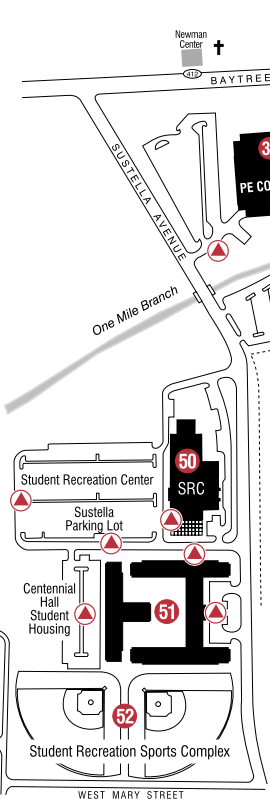 Newman
Center
412
BAYTREE
SUSTELLA AVENUE
3
PE CO
One Mile Branch
50
SRC
Student Recreation Center
Sustella
Parking Lot
Centennial
Hall
Student
Housing
51
52
Student Recreation Sports Complex
WEST MARY STREET